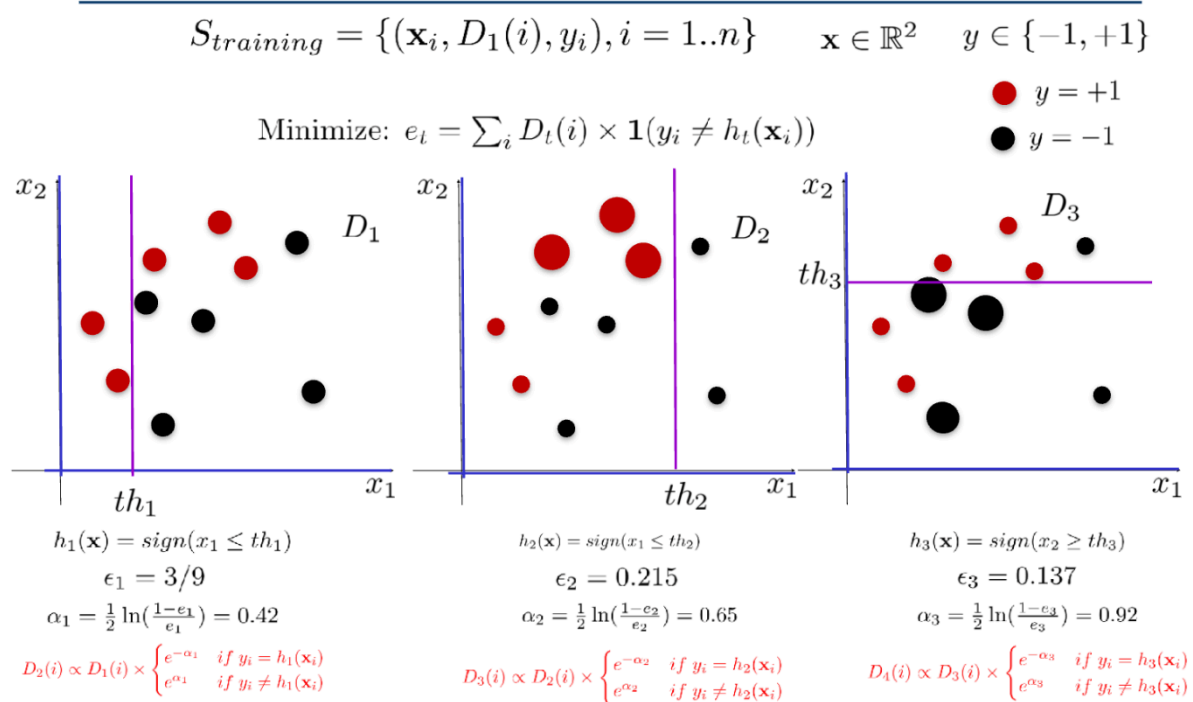 S_{training} = {(x_i, D_1(i), y_i), i = 1..n} x ∈ ℝ² y ∈ {−1, +1}
y = +1
Minimize: e_t = ∑_i D_t(i) × 1(y_i ≠ h_t(x_i))
y = −1
x_2 D_1 x_2 D_2 x_2 D_3
th_3
th_1 x_1 th_2 x_1 x_1
h_1(x) = sign(x_1 ≤ th_1) h_2(x) = sign(x_1 ≤ th_2) h_3(x) = sign(x_2 ≥ th_3)
ϵ_1 = 3/9 ϵ_2 = 0.215 ϵ_3 = 0.137
α_1 = 1/2 ln((1−e_1)/e_1) = 0.42 α_2 = 1/2 ln((1−e_2)/e_2) = 0.65 α_3 = 1/2 ln((1−e_3)/e_3) = 0.92
D_2(i) ∝ D_1(i) × { e^{−α_1} if y_i = h_1(x_i) D_3(i) ∝ D_2(i) × { e^{−α_2} if y_i = h_2(x_i) D_4(i) ∝ D_3(i) × { e^{−α_3} if y_i = h_3(x_i)
e^{α_1} if y_i ≠ h_1(x_i) e^{α_2} if y_i ≠ h_2(x_i) e^{α_3} if y_i ≠ h_3(x_i)